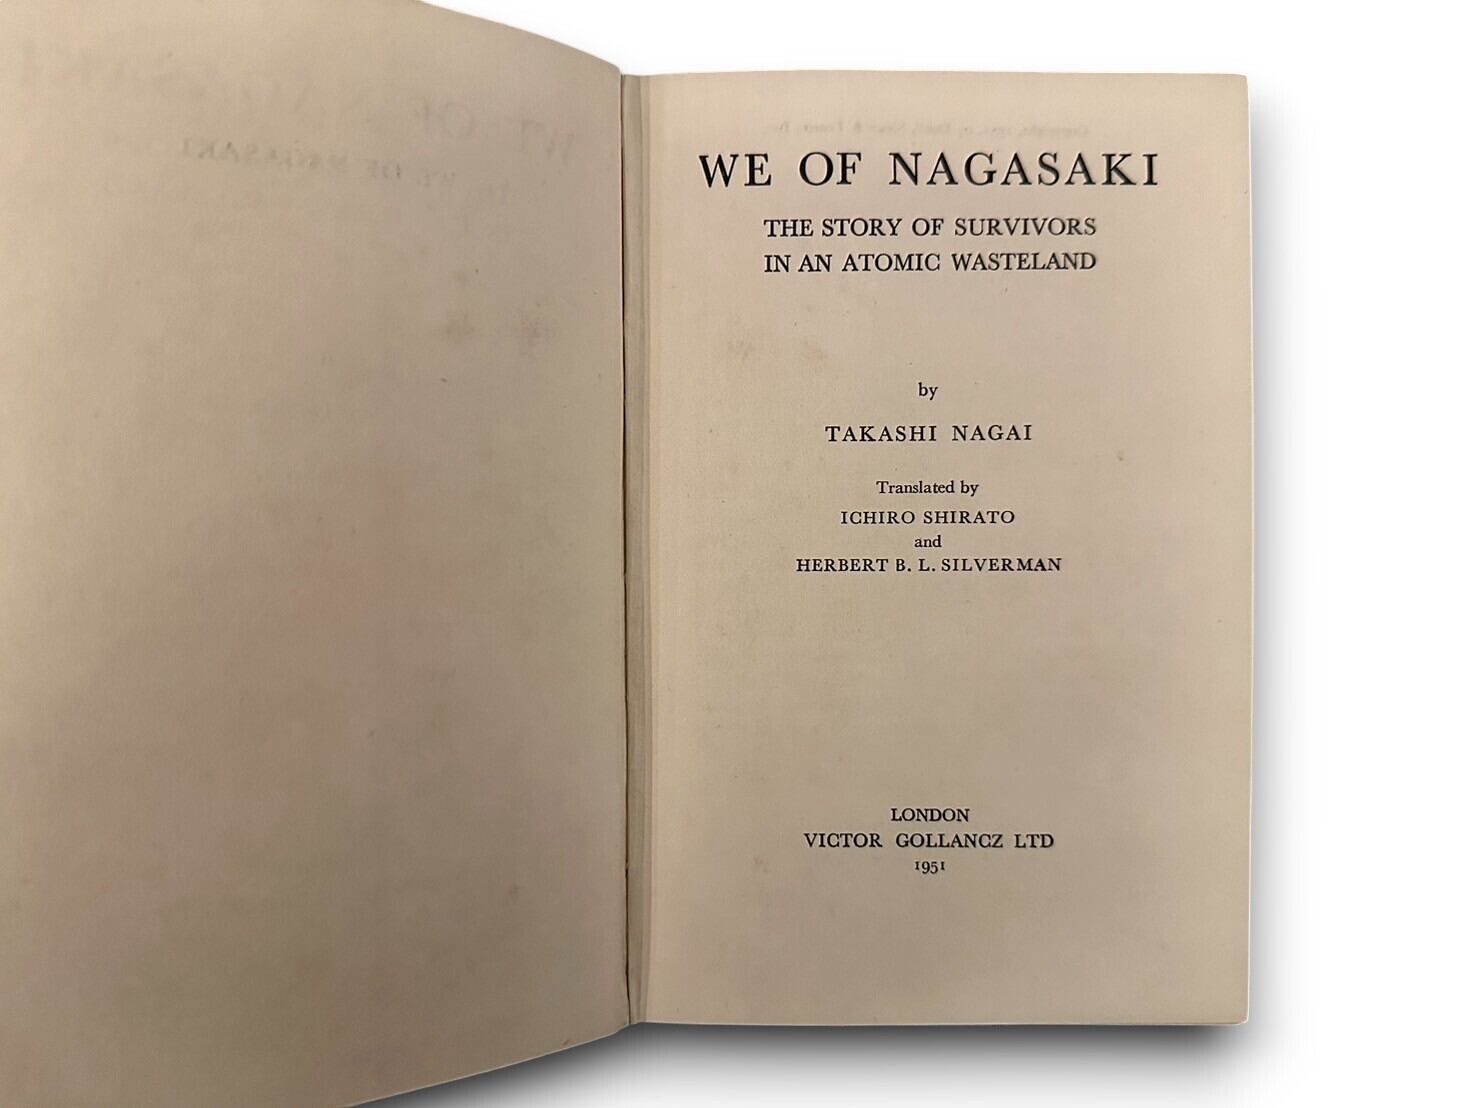 WE OF NAGASAKI
THE STORY OF SURVIVORS
IN AN ATOMIC WASTELAND
by
TAKASHI NAGAI
Translated by
ICHIRO SHIRATO
and
HERBERT B. L. SILVERMAN
LONDON
VICTOR GOLLANCZ LTD
1951